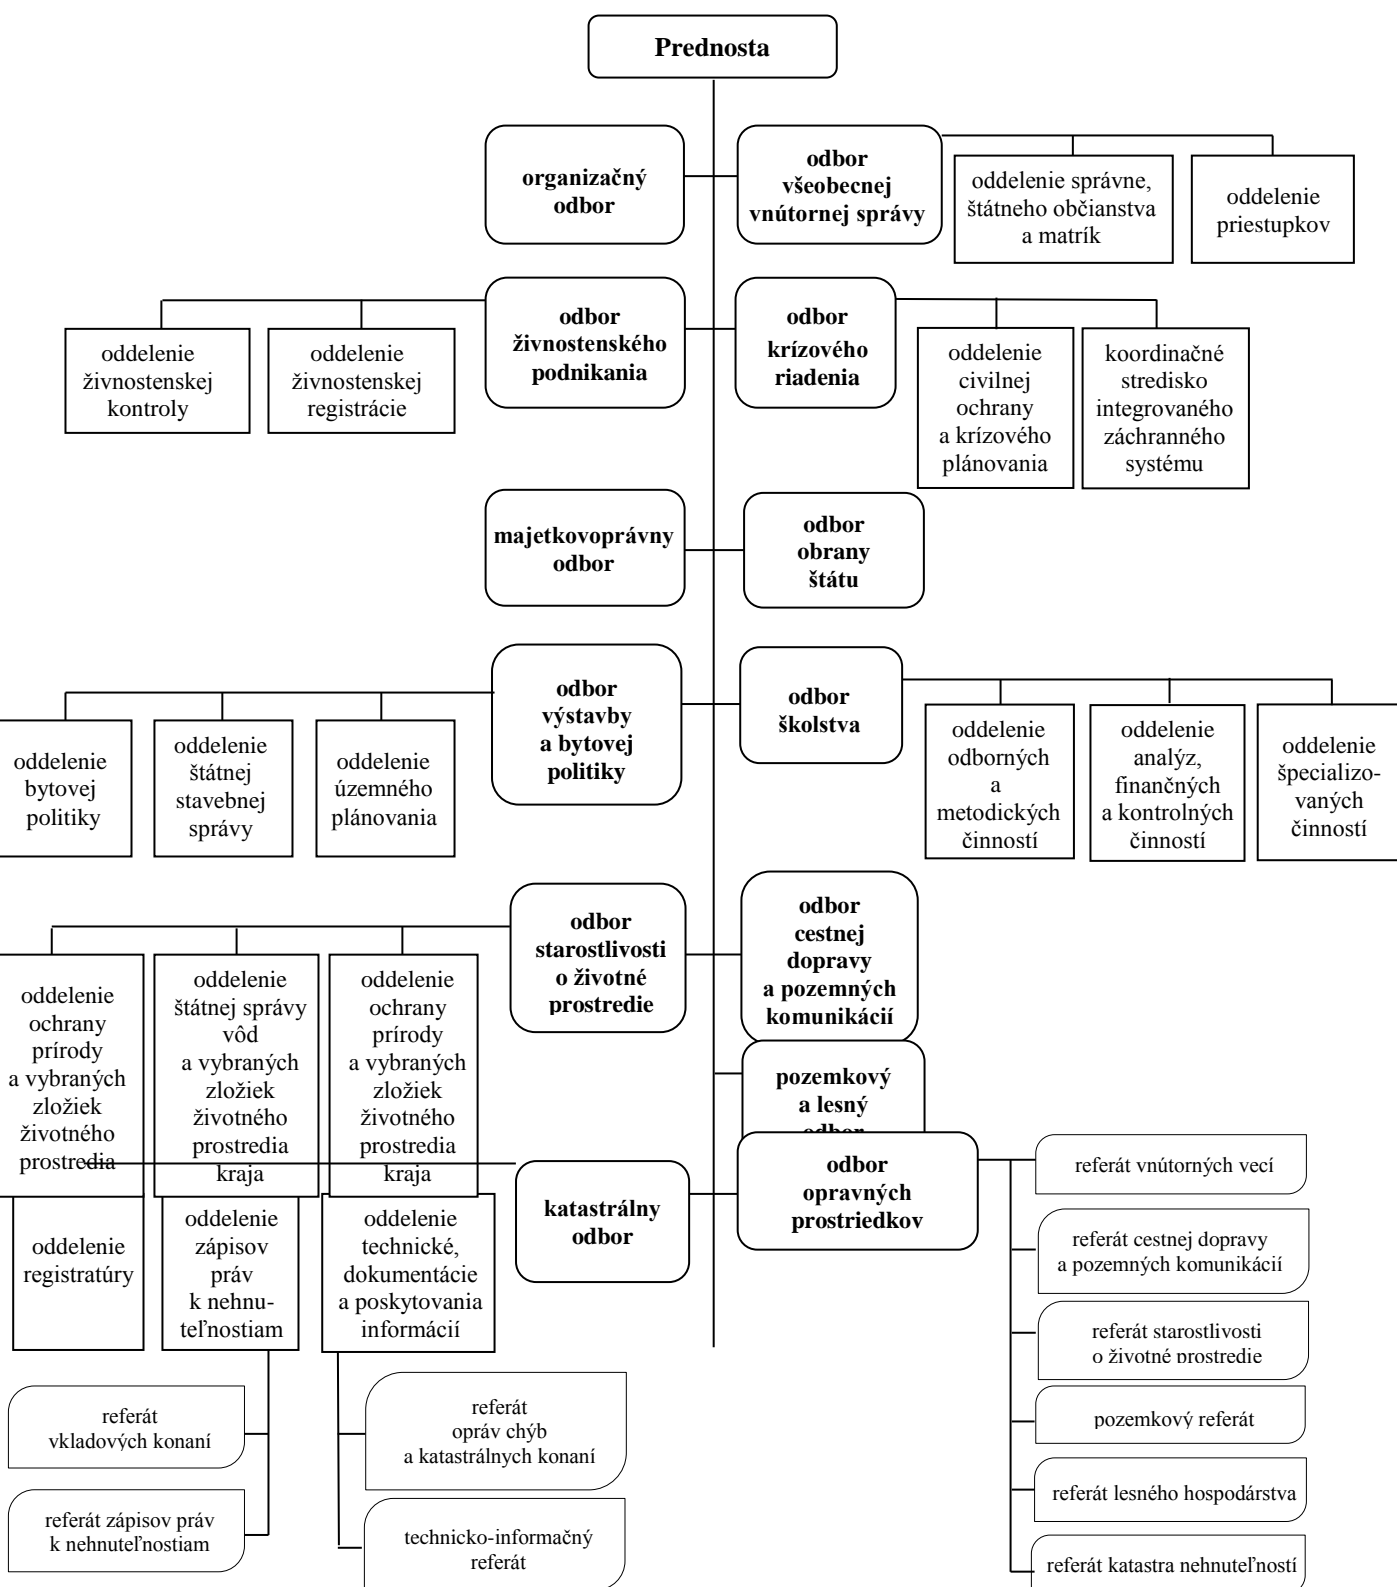 Prednosta
organizačný
odbor
odbor
všeobecnej
vnútornej správy
oddelenie správne,
štátneho občianstva
a matrík
oddelenie
priestupkov
oddelenie
živnostenskej
kontroly
oddelenie
živnostenskej
registrácie
odbor
živnostenského
podnikania
odbor
krízového
riadenia
oddelenie
civilnej
ochrany
a krízového
plánovania
koordinačné
stredisko
integrovaného
záchranného
systému
majetkovoprávny
odbor
odbor
obrany
štátu
oddelenie
bytovej
politiky
oddelenie
štátnej
stavebnej
správy
oddelenie
územného
plánovania
odbor
výstavby
a bytovej
politiky
odbor
školstva
oddelenie
odborných
a
metodických
činností
oddelenie
analýz,
finančných
a kontrolných
činností
oddelenie
špecializo-
vaných
činností
oddelenie
ochrany
prírody
a vybraných
zložiek
životného
prostredia
oddelenie
štátnej správy
vôd
a vybraných
zložiek
životného
prostredia
kraja
oddelenie
ochrany
prírody
a vybraných
zložiek
životného
prostredia
kraja
odbor
starostlivosti
o životné
prostredie
odbor
cestnej
dopravy
a pozemných
komunikácií
pozemkový
a lesný
odbor
oddelenie
registratúry
oddelenie
zápisov
práv
k nehnu-
teľnostiam
oddelenie
technické,
dokumentácie
a poskytovania
informácií
katastrálny
odbor
odbor
opravných
prostriedkov
referát vnútorných vecí
referát cestnej dopravy
a pozemných komunikácií
referát starostlivosti
o životné prostredie
pozemkový referát
referát lesného hospodárstva
referát katastra nehnuteľností
referát
vkladových konaní
referát zápisov práv
k nehnuteľnostiam
referát
opráv chýb
a katastrálnych konaní
technicko-informačný
referát